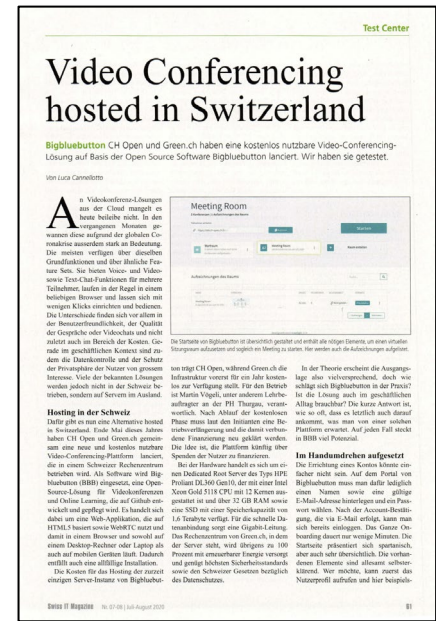 Test Center
Video Conferencing
hosted in Switzerland
Bigbluebutton CH Open und Green.ch haben eine kostenlos nutzbare Video-Conferencing-
Lösung auf Basis der Open Source Software Bigbluebutton lanciert. Wir haben sie getestet.
Von Luca Cannellotto
An Videokonferenz-Lösungen
aus der Cloud mangelt es
heute beileibe nicht. In den
vergangenen Monaten ge-
wannen diese aufgrund der globalen Co-
ronakrise ausserdem stark an Bedeutung.
Die meisten verfügen über dieselben
Grundfunktionen und über ähnliche Fea-
ture Sets. Sie bieten Voice- und Video-
sowie Text-Chat-Funktionen für mehrere
Teilnehmer, laufen in der Regel in einem
beliebigen Browser und lassen sich mit
wenigen Klicks einrichten und bedienen.
Die Unterschiede finden sich vor allem in
der Benutzerfreundlichkeit, der Qualität
der Gespräche oder Videochats und nicht
zuletzt auch im Bereich der Kosten. Ge-
rade im geschäftlichen Kontext sind zu-
dem die Datenkontrolle und der Schutz
der Privatsphäre der Nutzer von grossem
Interesse. Viele der bekannten Lösungen
werden jedoch nicht in der Schweiz be-
trieben, sondern auf Servern im Ausland.
Hosting in der Schweiz
Dafür gibt es nun eine Alternative hosted
in Switzerland. Ende Mai dieses Jahres
haben CH Open und Green.ch gemein-
sam eine neue und kostenlos nutzbare
Video-Conferencing-Plattform lanciert,
die in einem Schweizer Rechenzentrum
betrieben wird. Als Software wird Big-
bluebutton (BBB) eingesetzt, eine Open-
Source-Lösung für Videokonferenzen
und Online Learning, die auf Github ent-
wickelt und gepflegt wird. Es handelt sich
dabei um eine Web-Applikation, die auf
HTML5 basiert sowie WebRTC nutzt und
damit in einem Browser und sowohl auf
einem Desktop-Rechner oder Laptop als
auch auf mobilen Geräten läuft. Dadurch
entfällt auch eine allfällige Installation.
Die Kosten für das Hosting der zurzeit
einzigen Server-Instanz von Bigbluebut-
Meeting Room
Starten
Aufzeichnungen des Raums
Die Startseite von Bigbluebutton ist übersichtlich gestaltet und enthält alle nötigen Elemente, um einen virtuellen
Sitzungsraum aufzusetzen und sogleich ein Meeting zu starten. Hier werden auch die Aufzeichnungen aufgelistet.
ton trägt CH Open, während Green.ch die
Infrastruktur vorerst für ein Jahr kosten-
los zur Verfügung stellt. Für den Betrieb
ist Martin Vögeli, unter anderem Lehrbe-
auftragter an der PH Thurgau, verant-
wortlich. Nach Ablauf der kostenlosen
Phase muss laut den Initianten eine Be-
triebsverlängerung und die damit verbun-
dene Finanzierung neu geklärt werden.
Die Idee ist, die Plattform künftig über
Spenden der Nutzer zu finanzieren.
Bei der Hardware handelt es sich um ei-
nen Dedicated Root Server des Typs HPE
Proliant DL360 Gen10, der mit einer Intel
Xeon Gold 5118 CPU mit 12 Kernen aus-
gestattet ist und über 32 GB RAM sowie
eine SSD mit einer Speicherkapazität von
1,6 Terabyte verfügt. Für die schnelle Da-
tenanbindung sorgt eine Gigabit-Leitung.
Das Rechenzentrum von Green.ch, in dem
der Server steht, wird übrigens zu 100
Prozent mit erneuerbarer Energie versorgt
und genügt höchsten Sicherheitsstandards
sowie den Schweizer Gesetzen bezüglich
des Datenschutzes.
In der Theorie erscheint die Ausgangs-
lage also vielversprechend, doch wie
schlägt sich Bigbluebutton in der Praxis?
Ist die Lösung auch im geschäftlichen
Alltag brauchbar? Die kurze Antwort ist,
wie so oft, dass es letztlich auch darauf
ankommt, was man von einer solchen
Plattform erwartet. Auf jeden Fall steckt
in BBB viel Potenzial.
Im Handumdrehen aufgesetzt
Die Errichtung eines Kontos könnte ein-
facher nicht sein. Auf dem Portal von
Bigbluebutton muss man dafür lediglich
einen Namen sowie eine gültige
E-Mail-Adresse hinterlegen und ein Pass-
wort wählen. Nach der Account-Bestäti-
gung, die via E-Mail erfolgt, kann man
sich bereits einloggen. Das Ganze On-
boarding dauert nur wenige Minuten. Die
Startseite präsentiert sich spartanisch,
aber auch sehr übersichtlich. Die vorhan-
denen Elemente sind allesamt selbster-
klärend. Wer möchte, kann zuerst das
Nutzerprofil aufrufen und hier beispiels-
Swiss IT Magazine Nr. 07-08 | Juli-August 2020